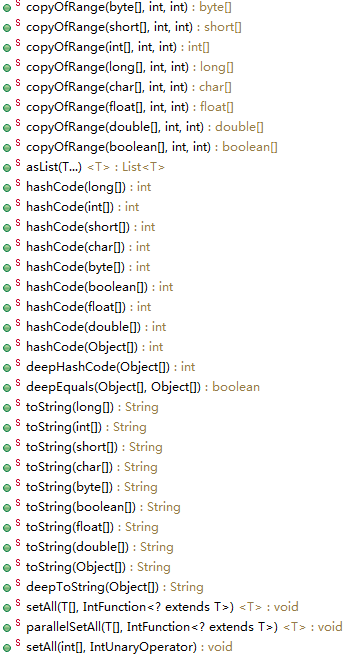 S copyOfRange(byte[], int, int) : byte[]
S copyOfRange(short[], int, int) : short[]
S copyOfRange(int[], int, int) : int[]
S copyOfRange(long[], int, int) : long[]
S copyOfRange(char[], int, int) : char[]
S copyOfRange(float[], int, int) : float[]
S copyOfRange(double[], int, int) : double[]
S copyOfRange(boolean[], int, int) : boolean[]
S asList(T...) <T> : List<T>
S hashCode(long[]) : int
S hashCode(int[]) : int
S hashCode(short[]) : int
S hashCode(char[]) : int
S hashCode(byte[]) : int
S hashCode(boolean[]) : int
S hashCode(float[]) : int
S hashCode(double[]) : int
S hashCode(Object[]) : int
S deepHashCode(Object[]) : int
S deepEquals(Object[], Object[]) : boolean
S toString(long[]) : String
S toString(int[]) : String
S toString(short[]) : String
S toString(char[]) : String
S toString(byte[]) : String
S toString(boolean[]) : String
S toString(float[]) : String
S toString(double[]) : String
S toString(Object[]) : String
S deepToString(Object[]) : String
S setAll(T[], IntFunction<? extends T>) <T> : void
S parallelSetAll(T[], IntFunction<? extends T>) <T> : void
S setAll(int[], IntUnaryOperator) : void